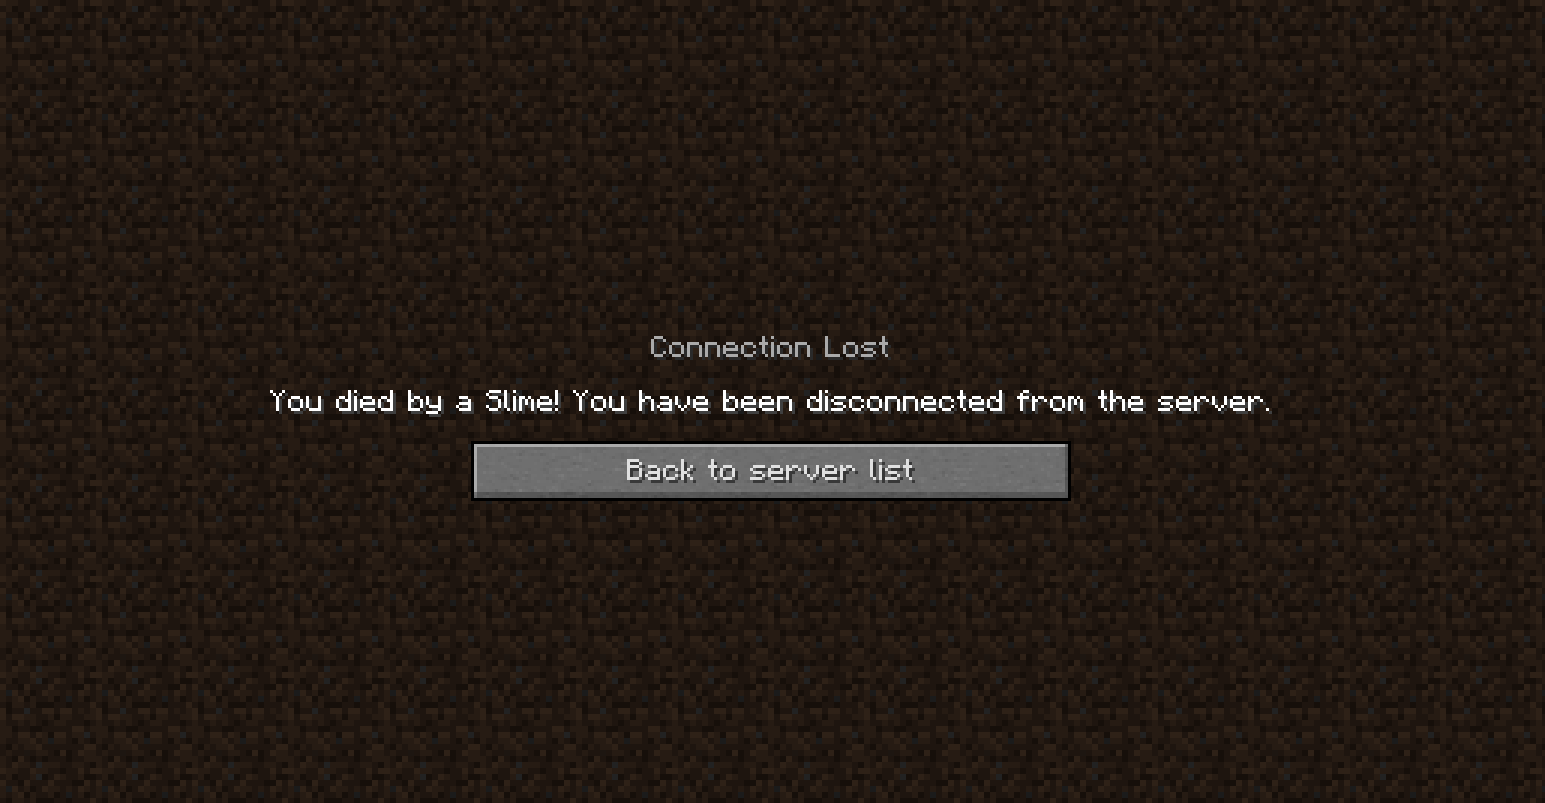 Connection Lost
You died by a Slime! You have been disconnected from the server.
Back to server list